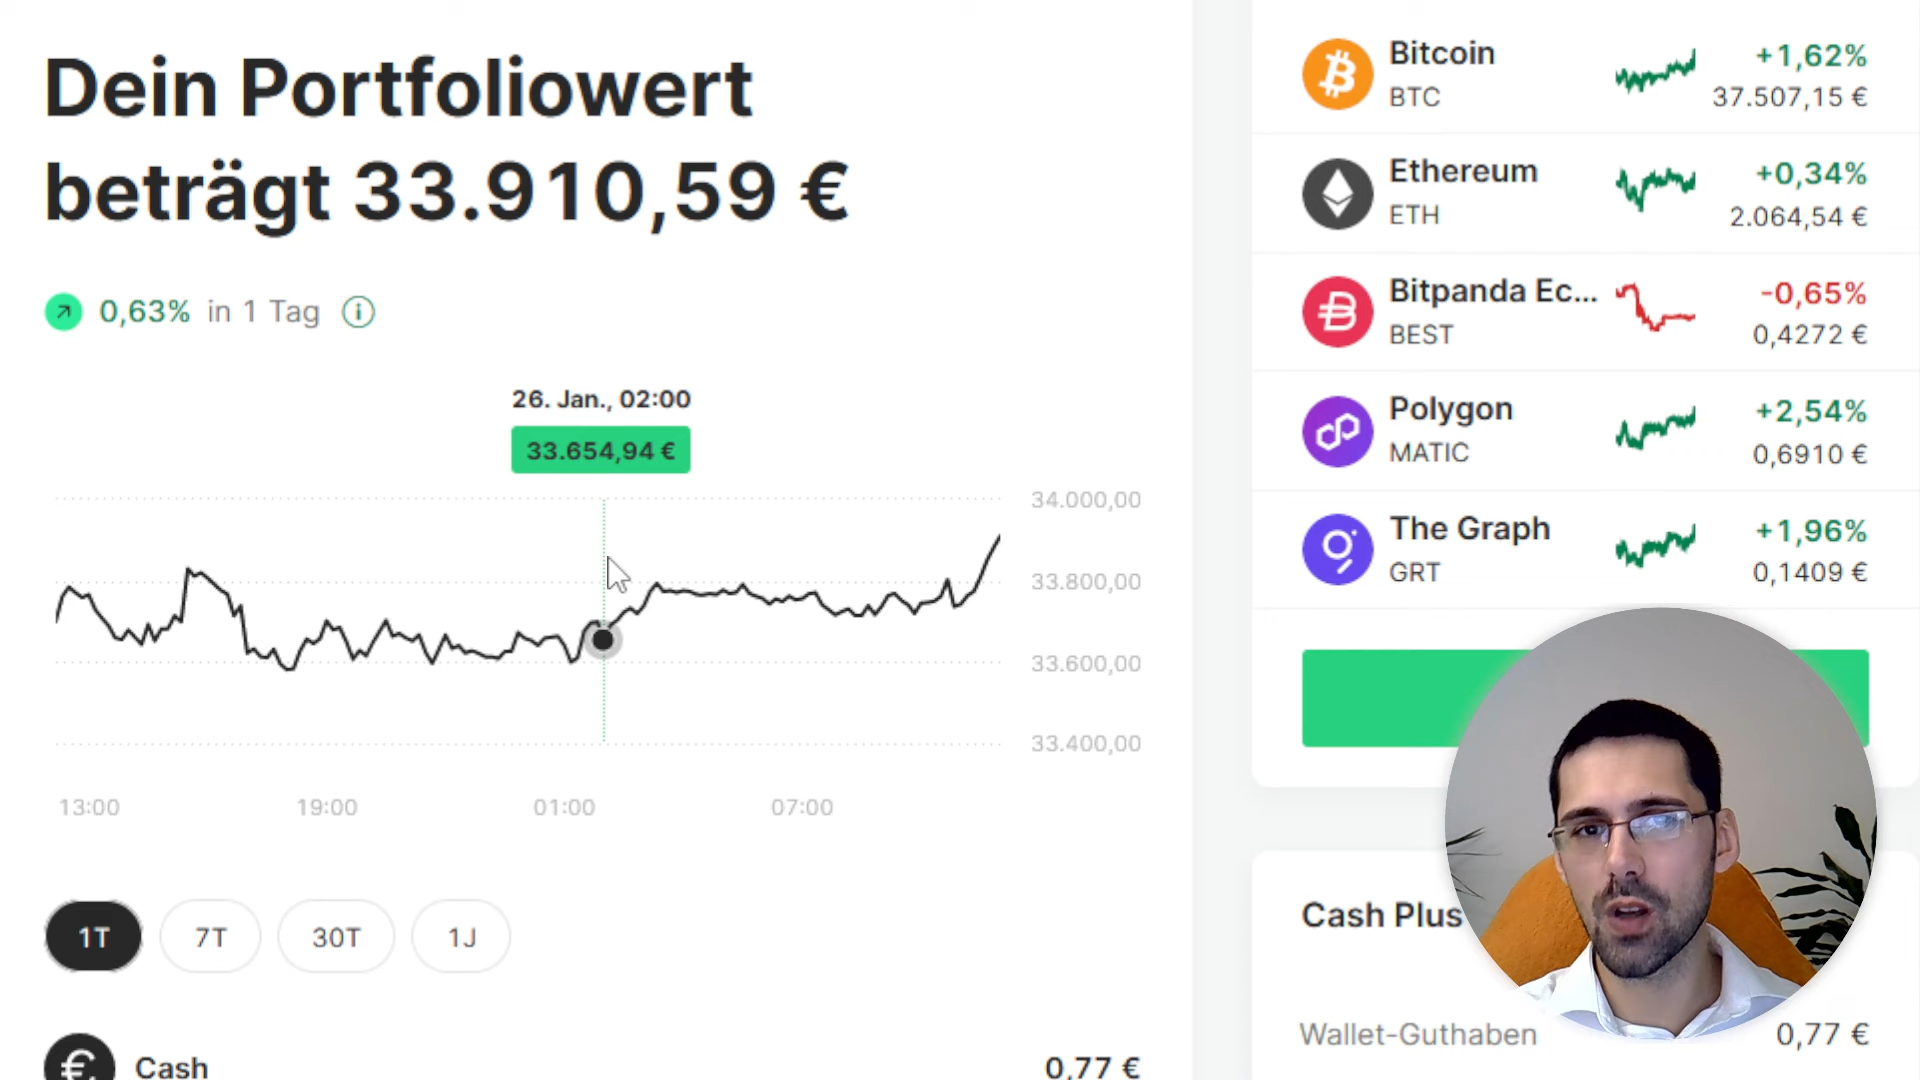 Dein Portfoliowert
beträgt 33.910,59 €
0,63% in 1 Tag
26. Jan., 02:00
33.654,94 €
34.000,00
33.800,00
33.600,00
33.400,00
13:00 19:00 01:00 07:00
1T 7T 30T 1J
Cash 0,77 €
Bitcoin +1,62%
BTC 37.507,15 €
Ethereum +0,34%
ETH 2.064,54 €
Bitpanda Ec... -0,65%
BEST 0,4272 €
Polygon +2,54%
MATIC 0,6910 €
The Graph +1,96%
GRT 0,1409 €
Cash Plus
Wallet-Guthaben 0,77 €